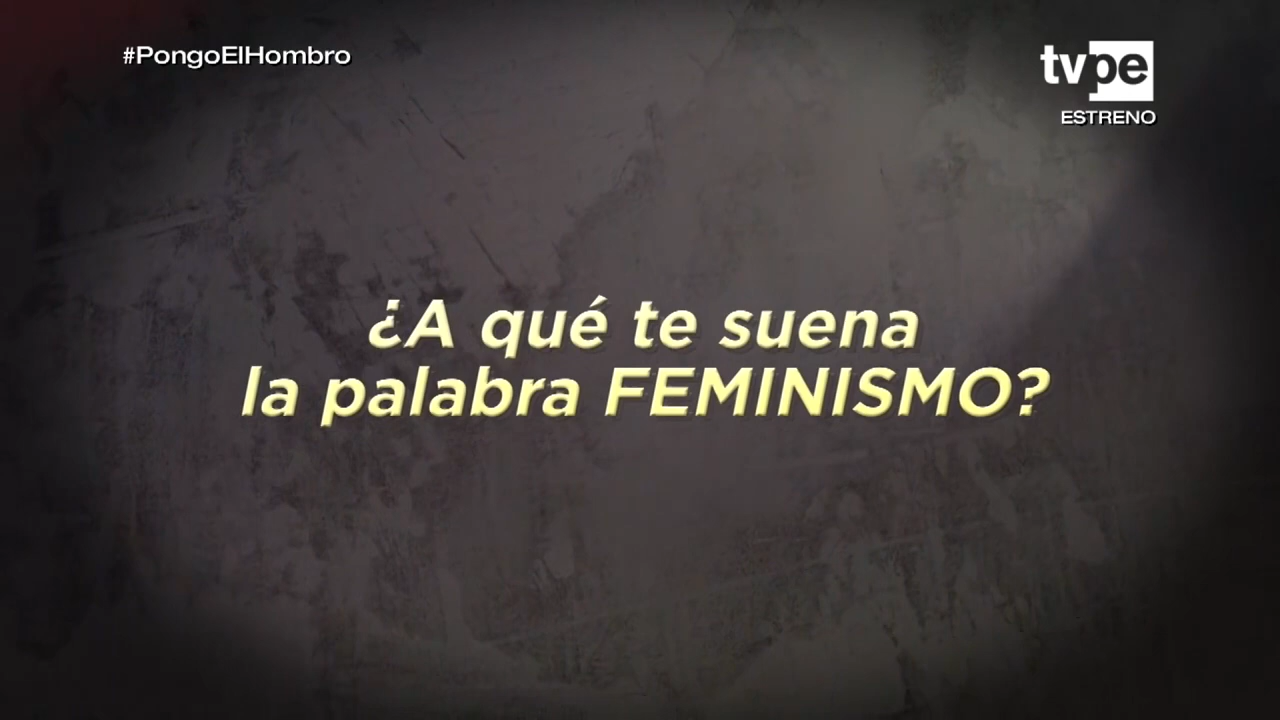 #PongoElHombro
tvpe
ESTRENO
¿A qué te suena
la palabra FEMINISMO?